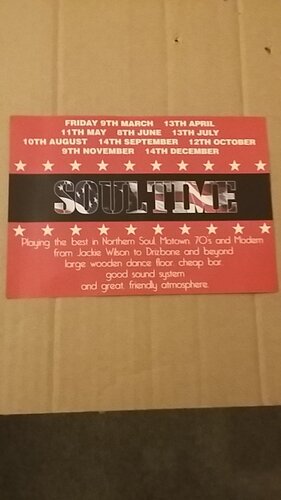 FRIDAY 9TH MARCH 13TH APRIL
11TH MAY 8TH JUNE 13TH JULY
10TH AUGUST 14TH SEPTEMBER 12TH OCTOBER
9TH NOVEMBER 14TH DECEMBER
SOULTIME
Playing the best in Northern Soul, Motown, 70's and Modern
from Jackie Wilson to Drizabone and beyond
large wooden dance floor, cheap bar
good sound system
and great, friendly atmosphere.